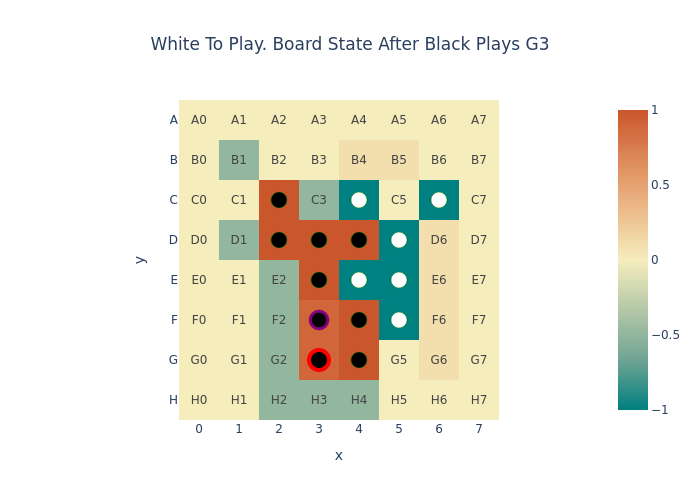 White To Play. Board State After Black Plays G3
A A0 A1 A2 A3 A4 A5 A6 A7
B B0 B1 B2 B3 B4 B5 B6 B7
C C0 C1 C3 C5 C7
D D0 D1 D6 D7
E E0 E1 E2 E6 E7
F F0 F1 F2 F6 F7
G G0 G1 G2 G5 G6 G7
H H0 H1 H2 H3 H4 H5 H6 H7
0 1 2 3 4 5 6 7
x
y
1
0.5
0
−0.5
−1